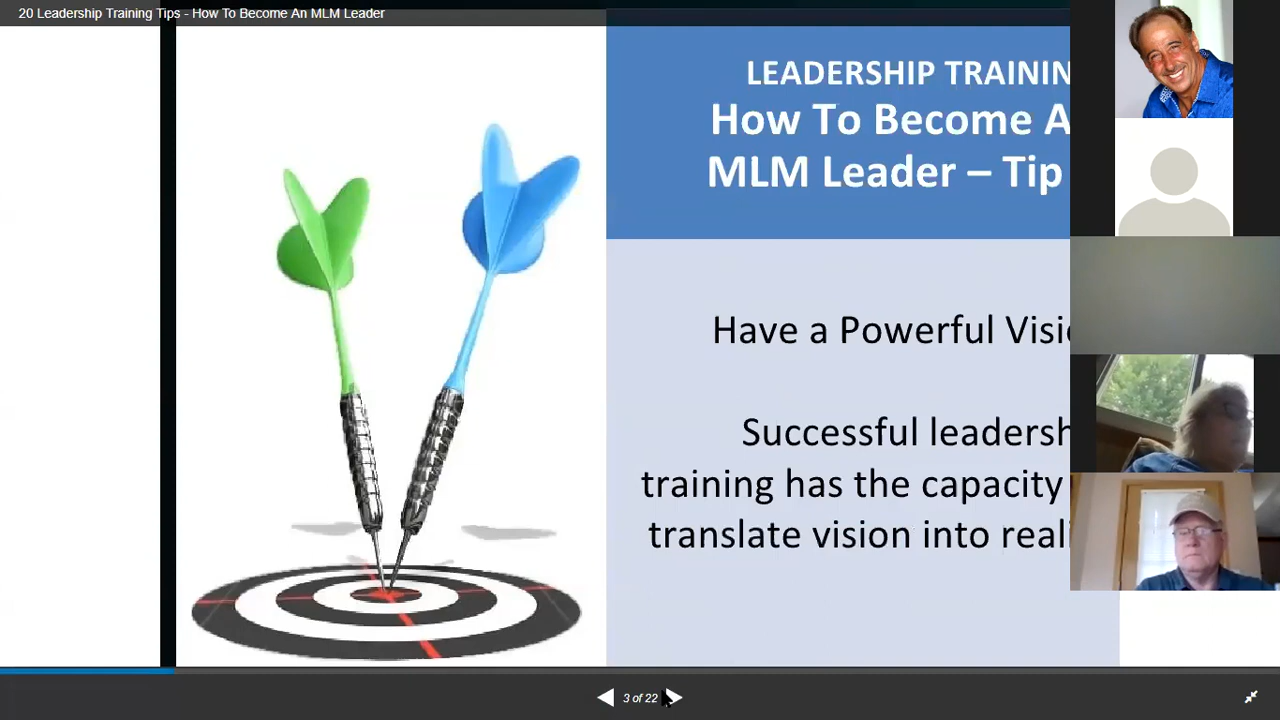 20 Leadership Training Tips - How To Become An MLM Leader
LEADERSHIP TRAININ
How To Become A
MLM Leader – Tip
Have a Powerful Visi
Successful leadersh
training has the capacity
translate vision into reali
3 of 22